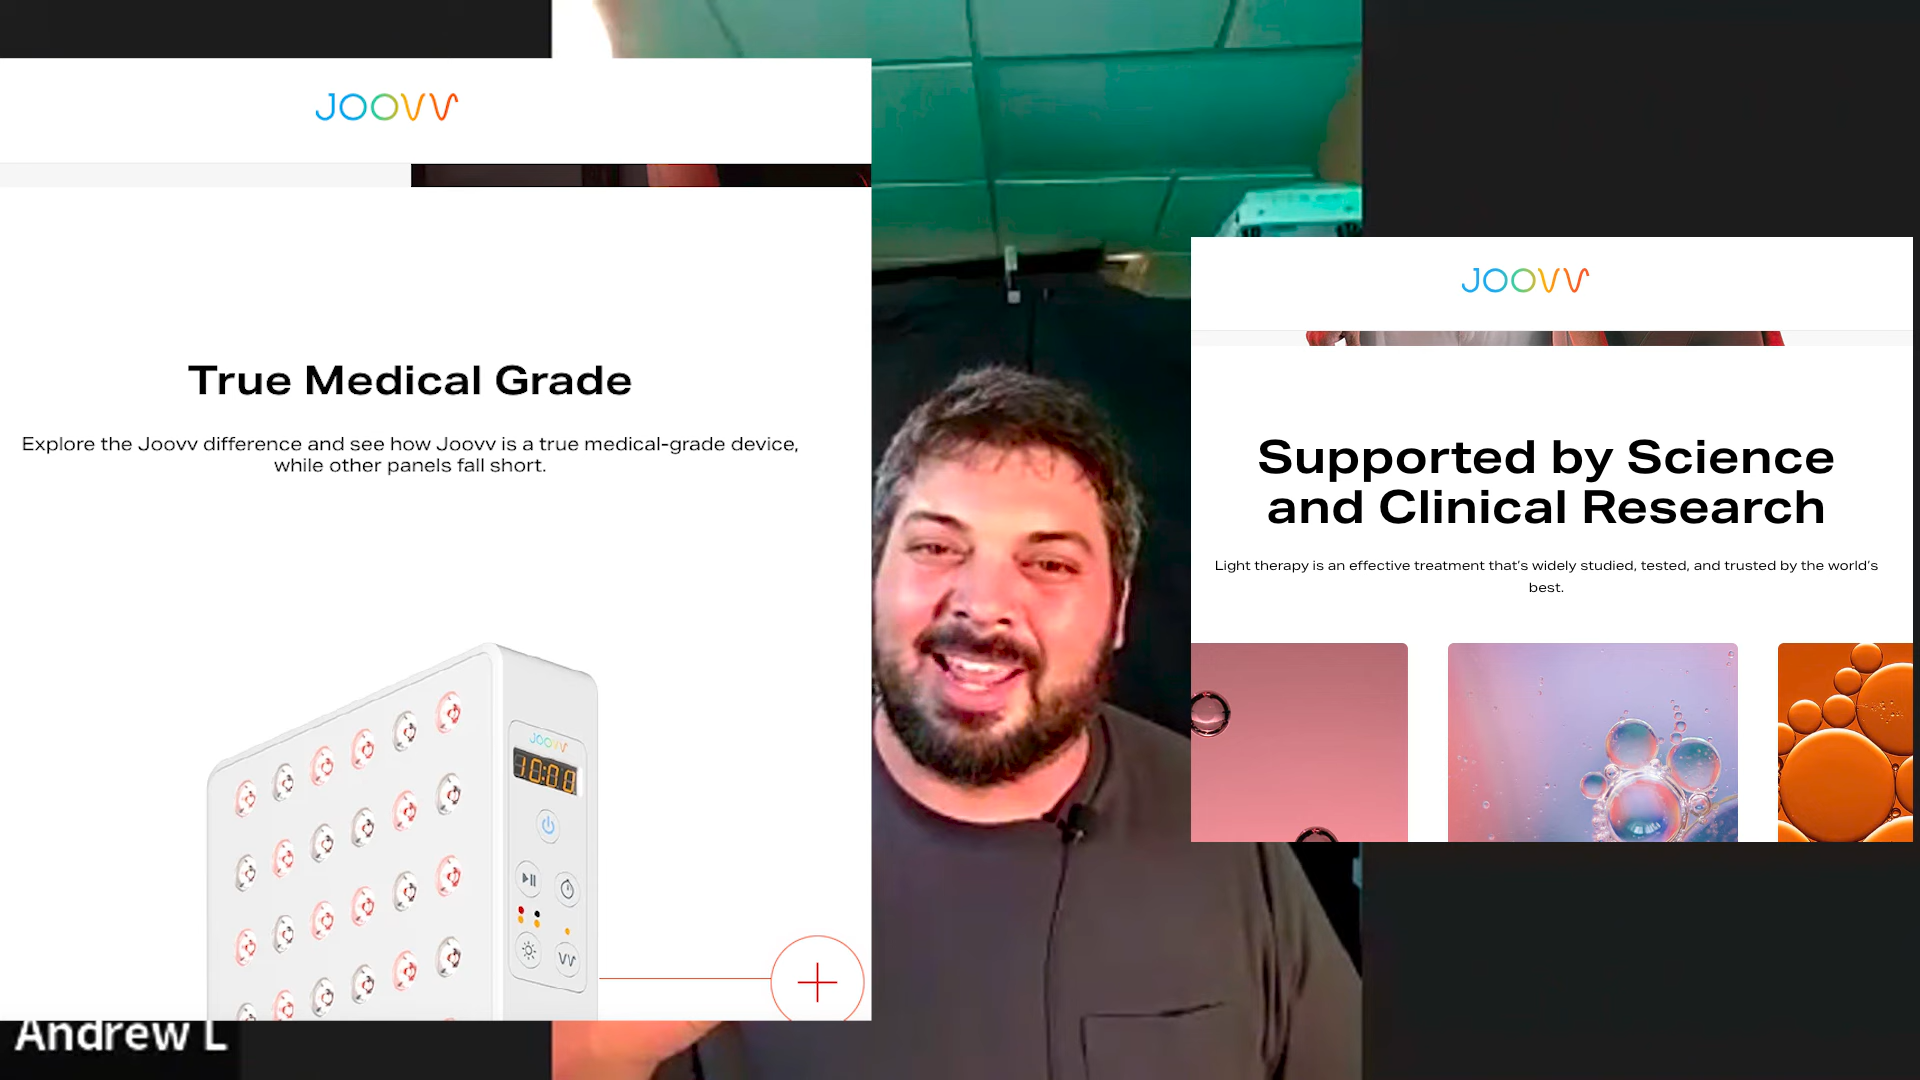 JOOVV
True Medical Grade
Explore the Joovv difference and see how Joovv is a true medical-grade device,
while other panels fall short.
JOOVV
10:00
Andrew L
JOOVV
Supported by Science
and Clinical Research
Light therapy is an effective treatment that's widely studied, tested, and trusted by the world's
best.